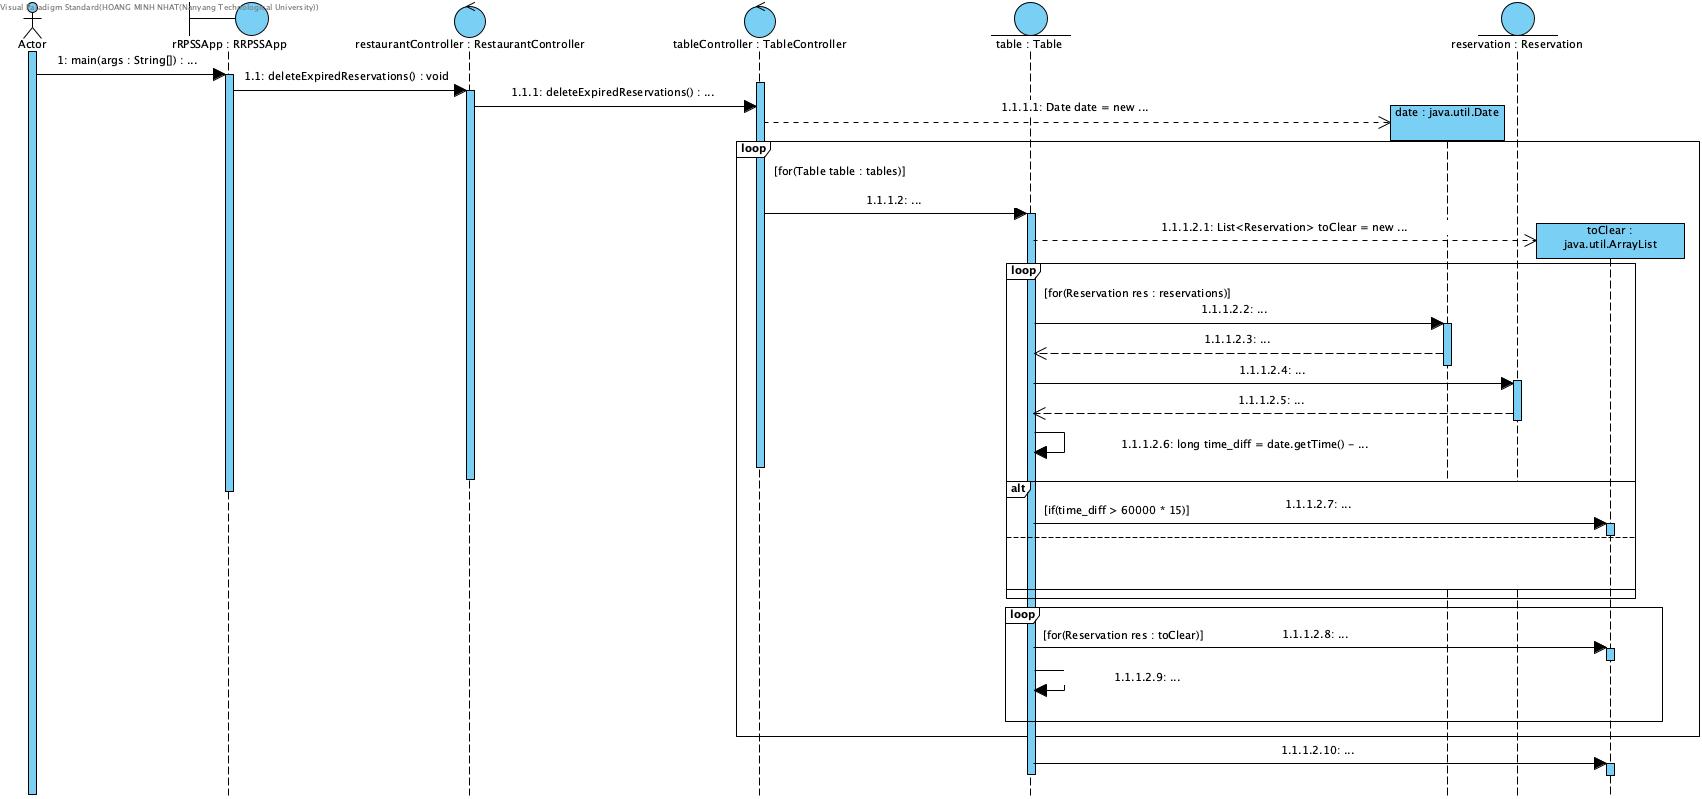 Visual Paradigm Standard(HOANG MINH NHAT(Nanyang Technological University))
Actor
rRPSSApp : RRPSSApp
restaurantController : RestaurantController
tableController : TableController
table : Table
reservation : Reservation
1: main(args : String[]) : ...
1.1: deleteExpiredReservations() : void
1.1.1: deleteExpiredReservations() : ...
1.1.1.1: Date date = new ...
date : java.util.Date
loop
[for(Table table : tables)]
1.1.1.2: ...
1.1.1.2.1: List<Reservation> toClear = new ...
toClear :
java.util.ArrayList
loop
[for(Reservation res : reservations)]
1.1.1.2.2: ...
1.1.1.2.3: ...
1.1.1.2.4: ...
1.1.1.2.5: ...
1.1.1.2.6: long time_diff = date.getTime() - ...
alt
[if(time_diff > 60000 * 15)]
1.1.1.2.7: ...
loop
[for(Reservation res : toClear)]
1.1.1.2.8: ...
1.1.1.2.9: ...
1.1.1.2.10: ...